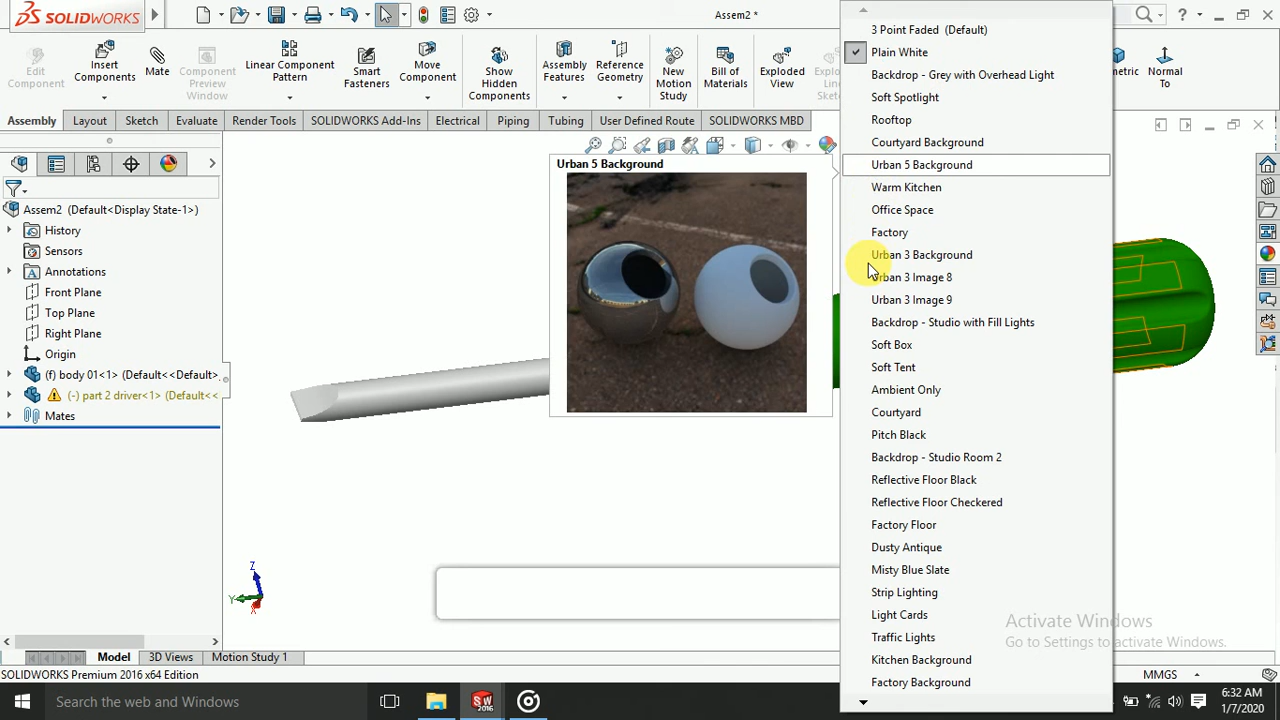 SOLIDWORKS
Assem2 *
Edit
Component
Insert
Components
Mate
Component
Preview
Window
Linear Component
Pattern
Smart
Fasteners
Move
Component
Show
Hidden
Components
Assembly
Features
Reference
Geometry
New
Motion
Study
Bill of
Materials
Exploded
View
Normal
To
Assembly
Layout
Sketch
Evaluate
Render Tools
SOLIDWORKS Add-Ins
Electrical
Piping
Tubing
User Defined Route
SOLIDWORKS MBD
Assem2 (Default<Display State-1>)
History
Sensors
Annotations
Front Plane
Top Plane
Right Plane
Origin
(f) body 01<1> (Default<<Default>
(-) part 2 driver<1> (Default<<
Mates
Urban 5 Background
3 Point Faded (Default)
Plain White
Backdrop - Grey with Overhead Light
Soft Spotlight
Rooftop
Courtyard Background
Urban 5 Background
Warm Kitchen
Office Space
Factory
Urban 3 Background
Urban 3 Image 8
Urban 3 Image 9
Backdrop - Studio with Fill Lights
Soft Box
Soft Tent
Ambient Only
Courtyard
Pitch Black
Backdrop - Studio Room 2
Reflective Floor Black
Reflective Floor Checkered
Factory Floor
Dusty Antique
Misty Blue Slate
Strip Lighting
Light Cards
Traffic Lights
Kitchen Background
Factory Background
Z
Y
X
Activate Windows
Go to Settings to activate Windows.
Model
3D Views
Motion Study 1
SOLIDWORKS Premium 2016 x64 Edition
MMGS
Search the web and Windows
6:32 AM
1/7/2020